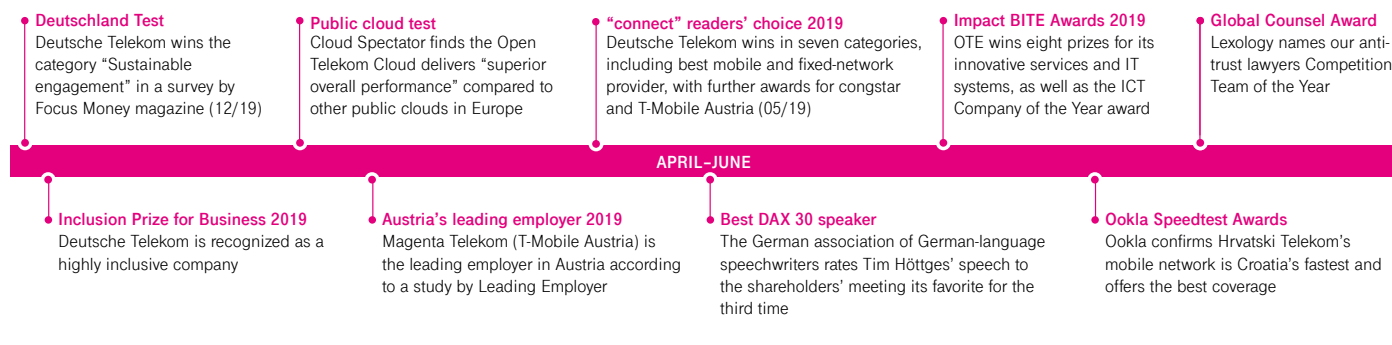 Deutschland Test
Deutsche Telekom wins the
category “Sustainable
engagement” in a survey by
Focus Money magazine (12/19)
Public cloud test
Cloud Spectator finds the Open
Telekom Cloud delivers “superior
overall performance” compared to
other public clouds in Europe
“connect” readers’ choice 2019
Deutsche Telekom wins in seven categories,
including best mobile and fixed-network
provider, with further awards for congstar
and T-Mobile Austria (05/19)
Impact BITE Awards 2019
OTE wins eight prizes for its
innovative services and IT
systems, as well as the ICT
Company of the Year award
Global Counsel Award
Lexology names our anti-
trust lawyers Competition
Team of the Year
APRIL–JUNE
Inclusion Prize for Business 2019
Deutsche Telekom is recognized as a
highly inclusive company
Austria’s leading employer 2019
Magenta Telekom (T-Mobile Austria) is
the leading employer in Austria according
to a study by Leading Employer
Best DAX 30 speaker
The German association of German-language
speechwriters rates Tim Höttges’ speech to
the shareholders’ meeting its favorite for the
third time
Ookla Speedtest Awards
Ookla confirms Hrvatski Telekom’s
mobile network is Croatia’s fastest and
offers the best coverage